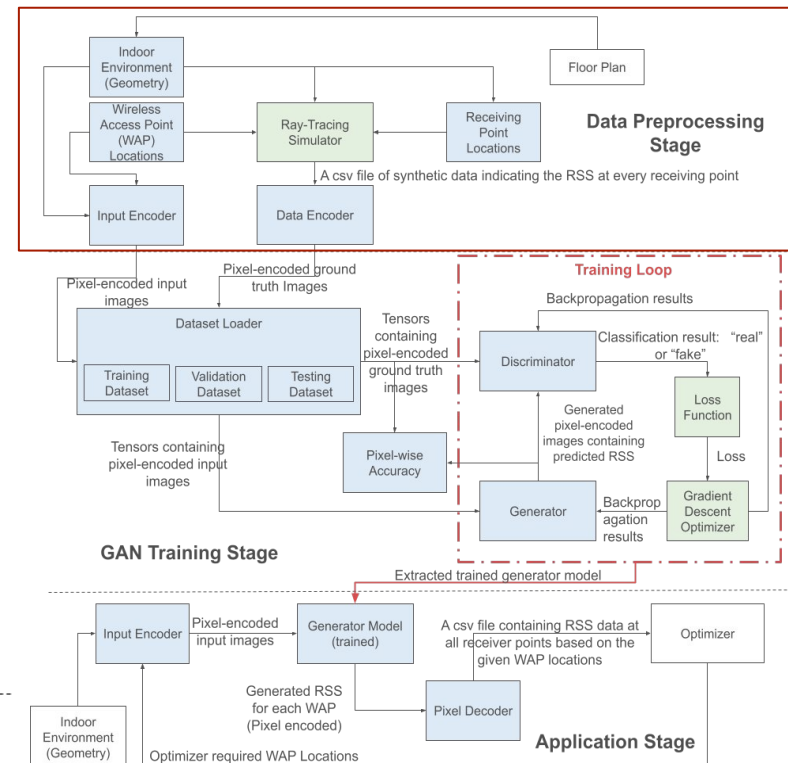 Indoor
Environment
(Geometry)
Floor Plan
Wireless
Access Point
(WAP)
Locations
Ray-Tracing
Simulator
Receiving
Point
Locations
Data Preprocessing
Stage
A csv file of synthetic data indicating the RSS at every receiving point
Input Encoder
Data Encoder
Pixel-encoded input
images
Pixel-encoded ground
truth Images
Training Loop
Backpropagation results
Dataset Loader
Training
Dataset
Validation
Dataset
Testing
Dataset
Tensors
containing
pixel-encoded
ground truth
images
Discriminator
Classification result: "real"
or "fake"
Loss
Function
Generated
pixel-encoded
images containing
predicted RSS
Tensors containing
pixel-encoded input
images
Pixel-wise
Accuracy
Loss
Generator
Backprop
agation
results
Gradient
Descent
Optimizer
GAN Training Stage
Extracted trained generator model
Input Encoder
Pixel-encoded
input images
Generator Model
(trained)
A csv file containing RSS data at
all receiver points based on the
given WAP locations
Optimizer
Generated RSS
for each WAP
(Pixel encoded)
Pixel Decoder
Indoor
Environment
(Geometry)
Optimizer required WAP Locations
Application Stage